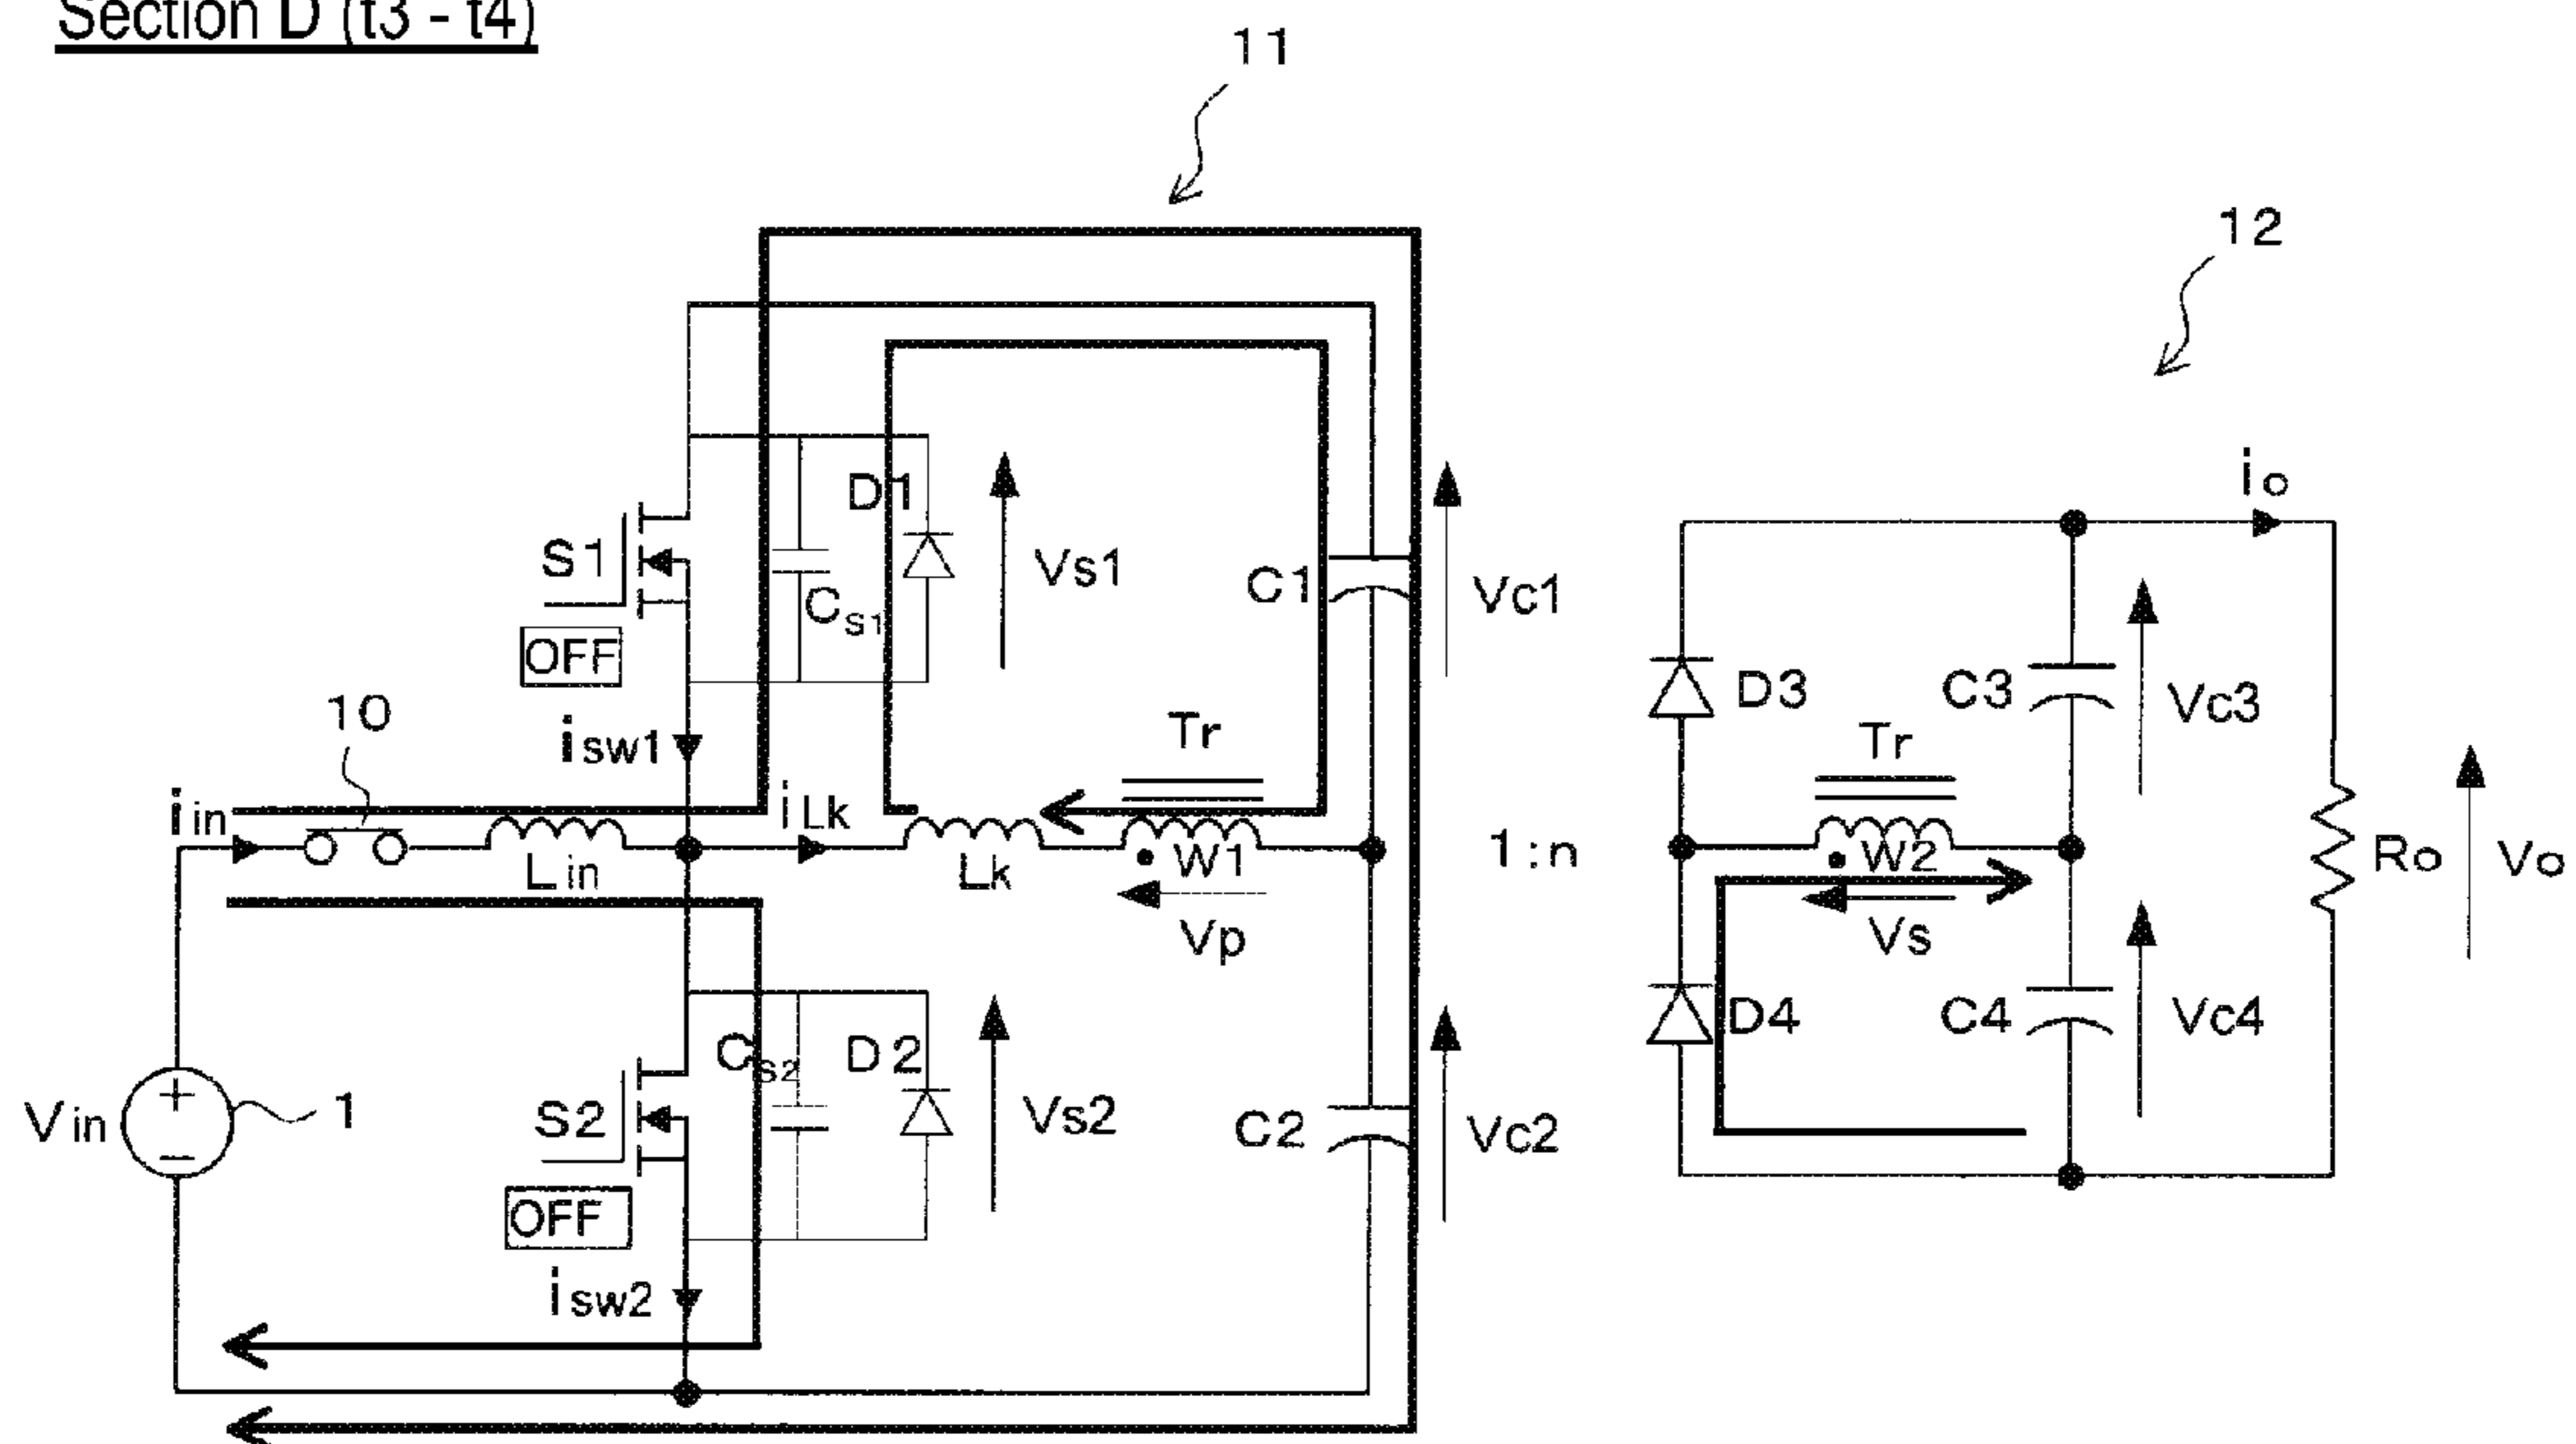 Section D (t3 - t4)
11
12
D1
Vs1
S1
Cs1
OFF
C1
Vc1
io
10
isw1
Tr
D3
C3
Vc3
Tr
iin
iLk
Lin
Lk
W1
1:n
W2
Ro
Vo
Vp
Vs
Cs2
D2
Vs2
D4
C4
Vc4
Vin
1
S2
C2
Vc2
OFF
isw2